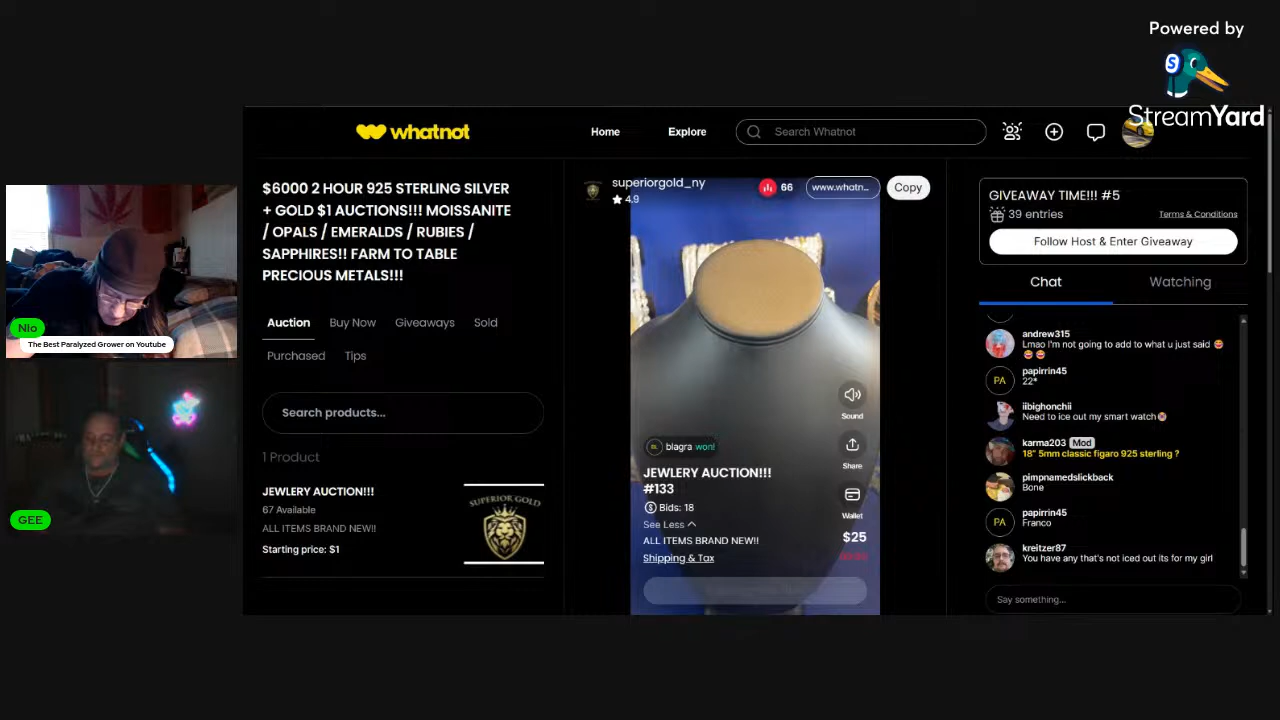 Powered by
StreamYard
whatnot
Home
Explore
Search Whatnot
$6000 2 HOUR 925 STERLING SILVER
+ GOLD $1 AUCTIONS!!! MOISSANITE
/ OPALS / EMERALDS / RUBIES /
SAPPHIRES!! FARM TO TABLE
PRECIOUS METALS!!!
Auction
Buy Now
Giveaways
Sold
Purchased
Tips
Search products...
1 Product
JEWLERY AUCTION!!!
67 Available
ALL ITEMS BRAND NEW!!
Starting price: $1
SUPERIOR GOLD
superiorgold_ny
4.9
66
www.whatn...
Copy
Sound
Share
Wallet
blagra won!
JEWLERY AUCTION!!!
#133
Bids: 18
See Less
ALL ITEMS BRAND NEW!!
Shipping & Tax
$25
GIVEAWAY TIME!!! #5
39 entries
Terms & Conditions
Follow Host & Enter Giveaway
Chat
Watching
andrew315
Lmao I'm not going to add to what u just said
PA
papirrin45
22*
iibighonchii
Need to ice out my smart watch
karma203 Mod
18" 5mm classic figaro 925 sterling ?
pimpnamedslickback
Bone
PA
papirrin45
Franco
kreitzer87
You have any that's not iced out its for my girl
Say something...
Nio
The Best Paralyzed Grower on Youtube
GEE